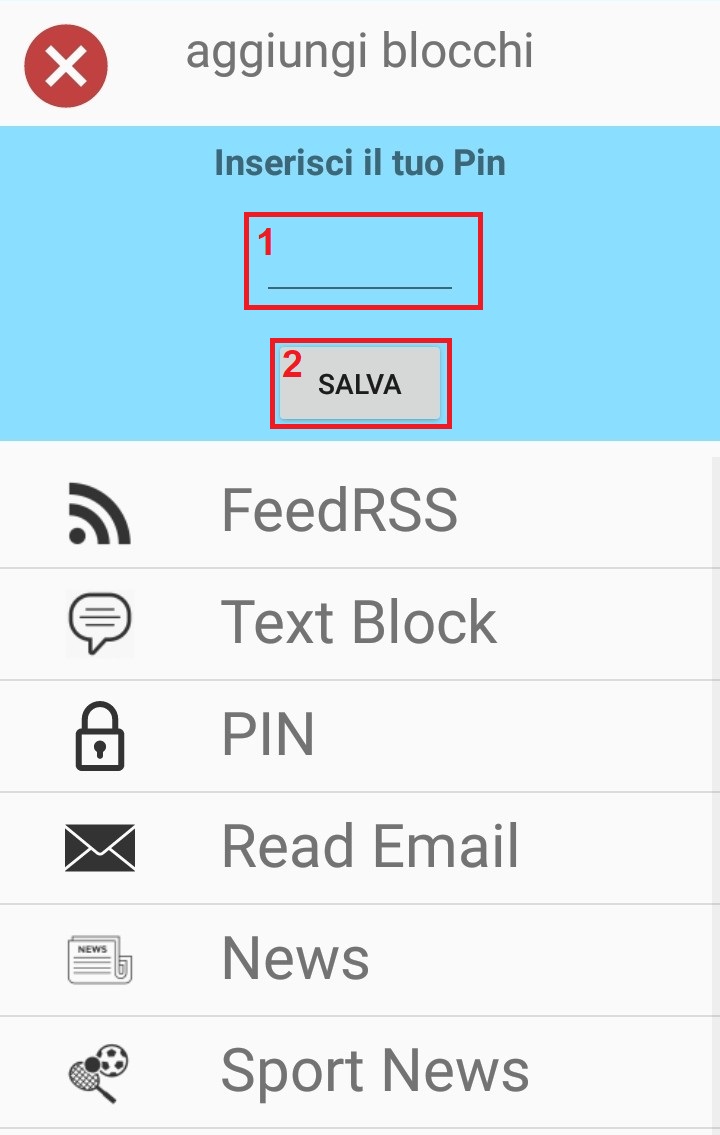 aggiungi blocchi
Inserisci il tuo Pin
1
2
SALVA
FeedRSS
Text Block
PIN
Read Email
NEWS
News
Sport News